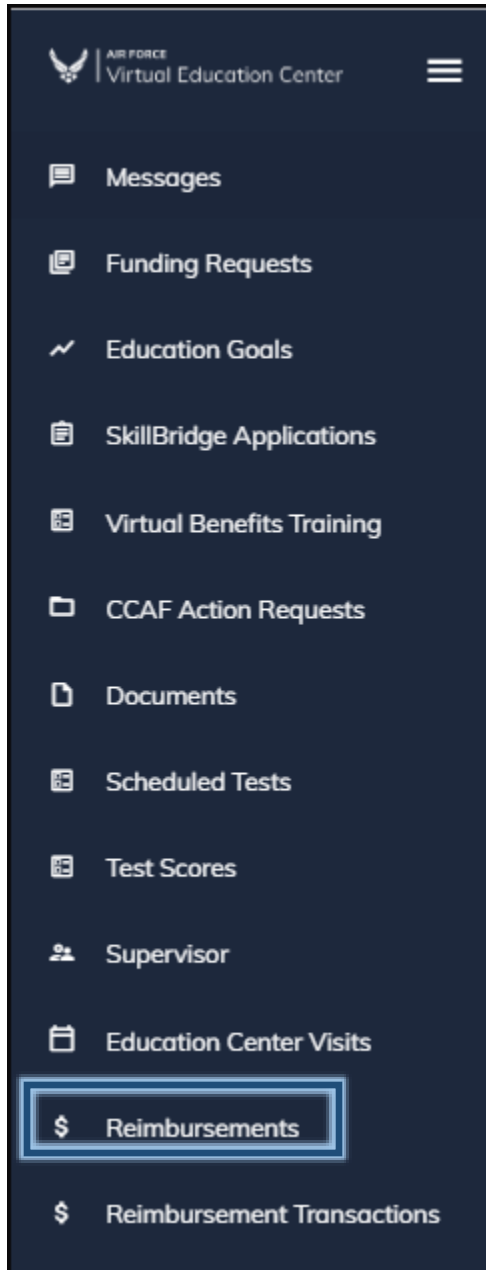 AIR FORCE
Virtual Education Center
Messages
Funding Requests
Education Goals
SkillBridge Applications
Virtual Benefits Training
CCAF Action Requests
Documents
Scheduled Tests
Test Scores
Supervisor
Education Center Visits
$ Reimbursements
$ Reimbursement Transactions